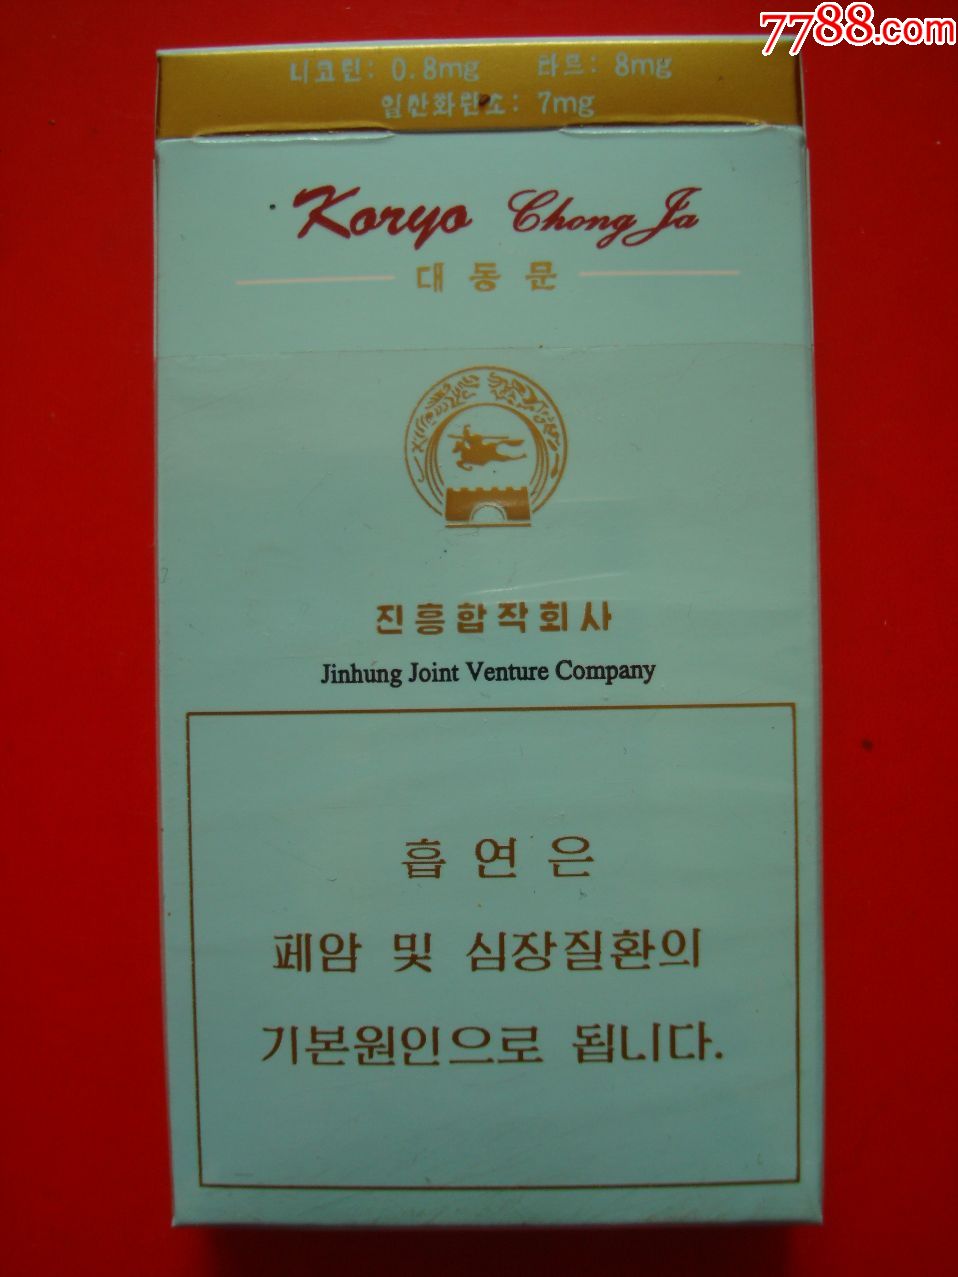 7788.com
니코틴: 0.8mg 타르: 8mg
일산화탄소: 7mg
Koryo Chong Ja
대동문
진흥합작회사
Jinhung Joint Venture Company
흡연은
페암 및 심장질환의
기본원인으로 됩니다.